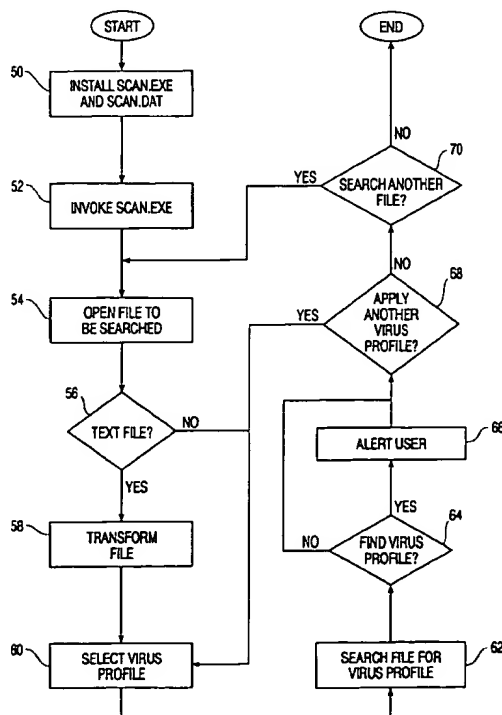 START
50
INSTALL SCAN.EXE
AND SCAN.DAT
52
INVOKE SCAN.EXE
54
OPEN FILE TO
BE SEARCHED
56
TEXT FILE?
NO
YES
58
TRANSFORM
FILE
60
SELECT VIRUS
PROFILE
END
NO
70
YES
SEARCH ANOTHER
FILE?
NO
68
YES
APPLY
ANOTHER
VIRUS
PROFILE?
66
ALERT USER
YES
64
NO
FIND VIRUS
PROFILE?
62
SEARCH FILE FOR
VIRUS PROFILE